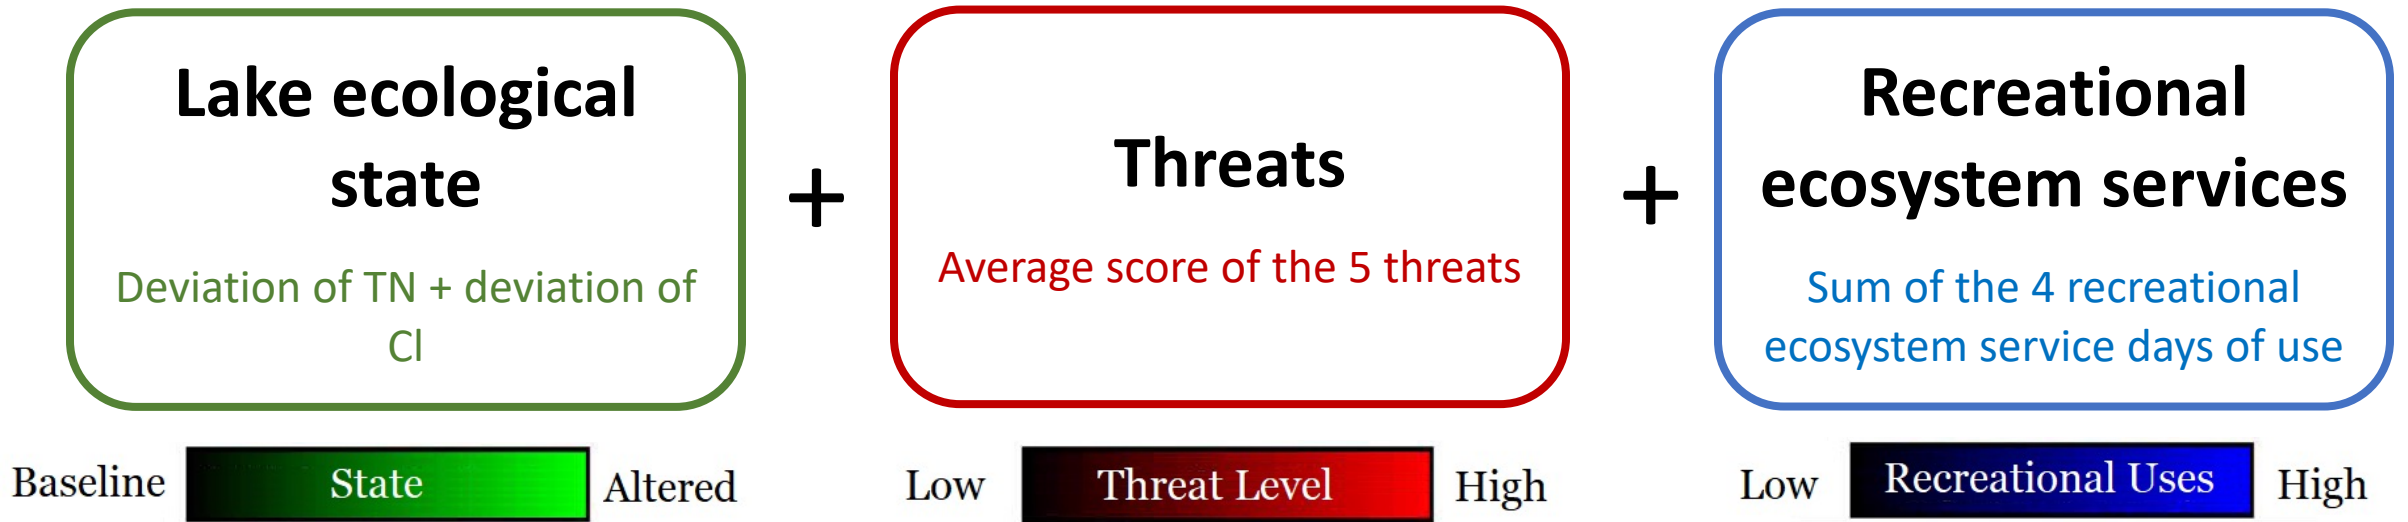 Lake ecological
state
Deviation of TN + deviation of
Cl
+
Threats
Average score of the 5 threats
+
Recreational
ecosystem services
Sum of the 4 recreational
ecosystem service days of use
Baseline State Altered
Low Threat Level High
Low Recreational Uses High